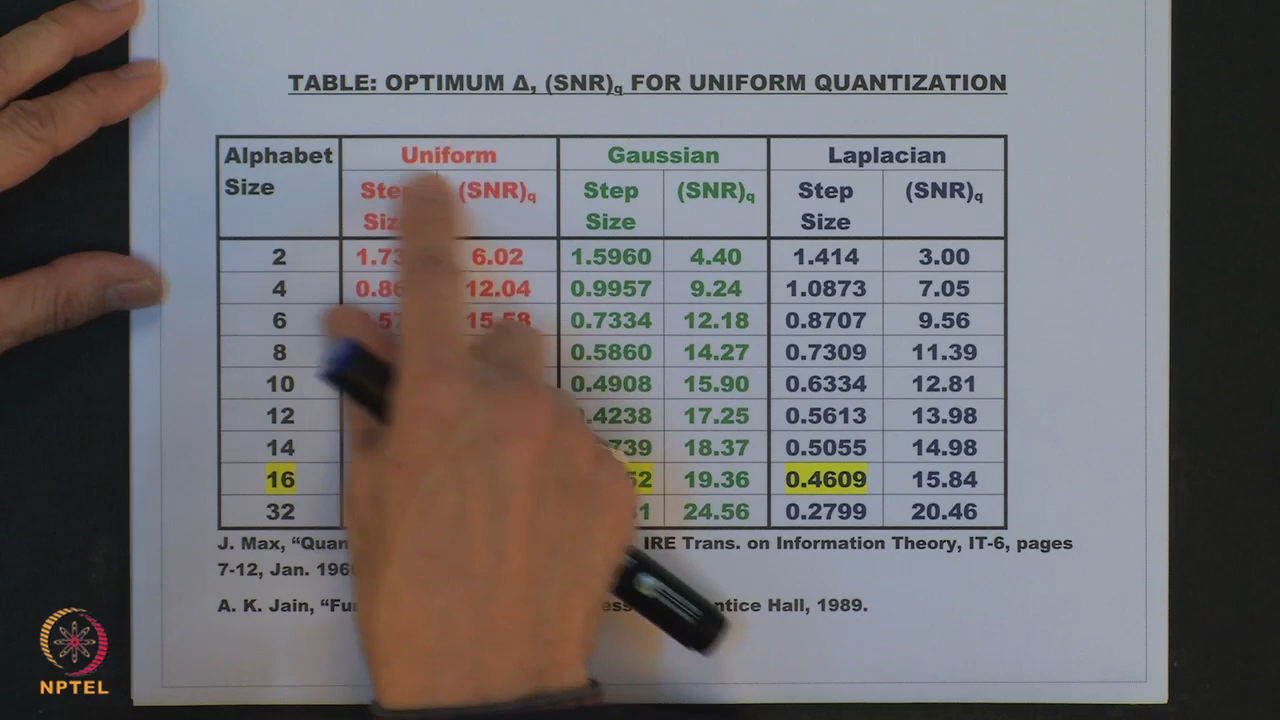 TABLE: OPTIMUM Δ, (SNR)q FOR UNIFORM QUANTIZATION
Alphabet Size Uniform Gaussian Laplacian
Step Size (SNR)q Step Size (SNR)q Step Size (SNR)q
2 6.02 1.5960 4.40 1.414 3.00
4 12.04 0.9957 9.24 1.0873 7.05
6 15.58 0.7334 12.18 0.8707 9.56
8 0.5860 14.27 0.7309 11.39
10 0.4908 15.90 0.6334 12.81
12 17.25 0.5613 13.98
14 18.37 0.5055 14.98
16 19.36 0.4609 15.84
32 24.56 0.2799 20.46
J. Max, IRE Trans. on Information Theory, IT-6, pages
7-12, Jan.
A. K. Jain, Hall, 1989.
NPTEL